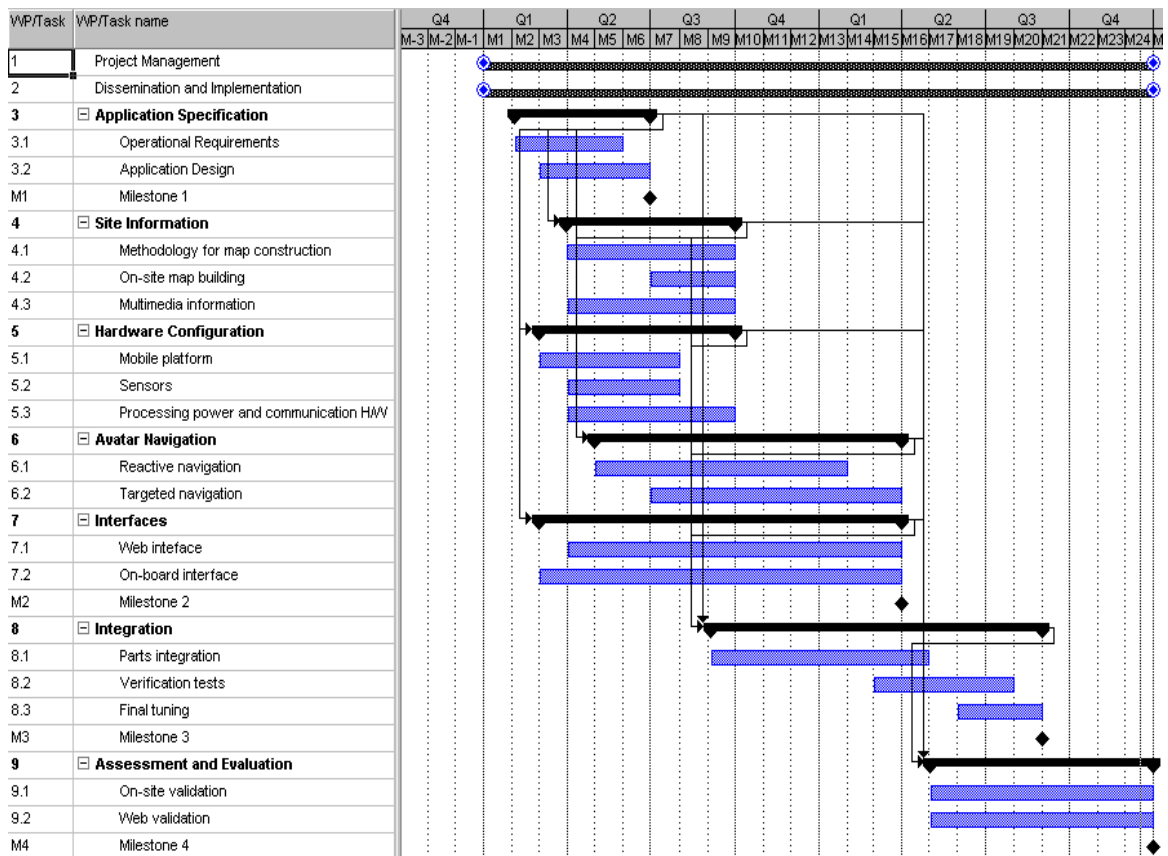 WP/Task WP/Task name Q4 Q1 Q2 Q3 Q4 Q1 Q2 Q3 Q4
M-3 M-2 M-1 M1 M2 M3 M4 M5 M6 M7 M8 M9 M10 M11 M12 M13 M14 M15 M16 M17 M18 M19 M20 M21 M22 M23 M24 M
1 Project Management
2 Dissemination and Implementation
3 Application Specification
3.1 Operational Requirements
3.2 Application Design
M1 Milestone 1
4 Site Information
4.1 Methodology for map construction
4.2 On-site map building
4.3 Multimedia information
5 Hardware Configuration
5.1 Mobile platform
5.2 Sensors
5.3 Processing power and communication H/W
6 Avatar Navigation
6.1 Reactive navigation
6.2 Targeted navigation
7 Interfaces
7.1 Web inteface
7.2 On-board interface
M2 Milestone 2
8 Integration
8.1 Parts integration
8.2 Verification tests
8.3 Final tuning
M3 Milestone 3
9 Assessment and Evaluation
9.1 On-site validation
9.2 Web validation
M4 Milestone 4